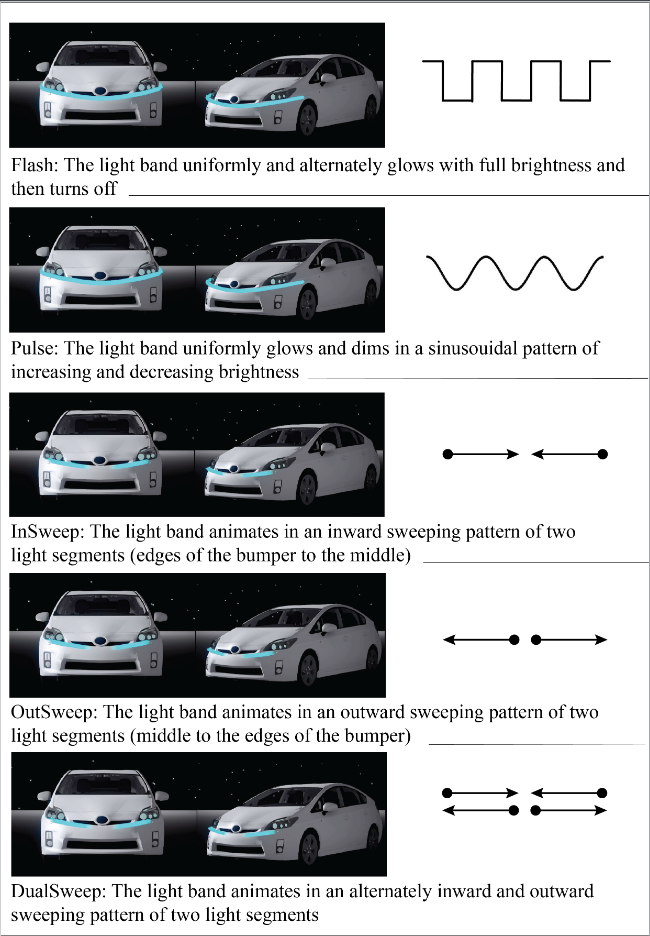 Flash: The light band uniformly and alternately glows with full brightness and
then turns off
Pulse: The light band uniformly glows and dims in a sinusouidal pattern of
increasing and decreasing brightness
InSweep: The light band animates in an inward sweeping pattern of two
light segments (edges of the bumper to the middle)
OutSweep: The light band animates in an outward sweeping pattern of two
light segments (middle to the edges of the bumper)
DualSweep: The light band animates in an alternately inward and outward
sweeping pattern of two light segments